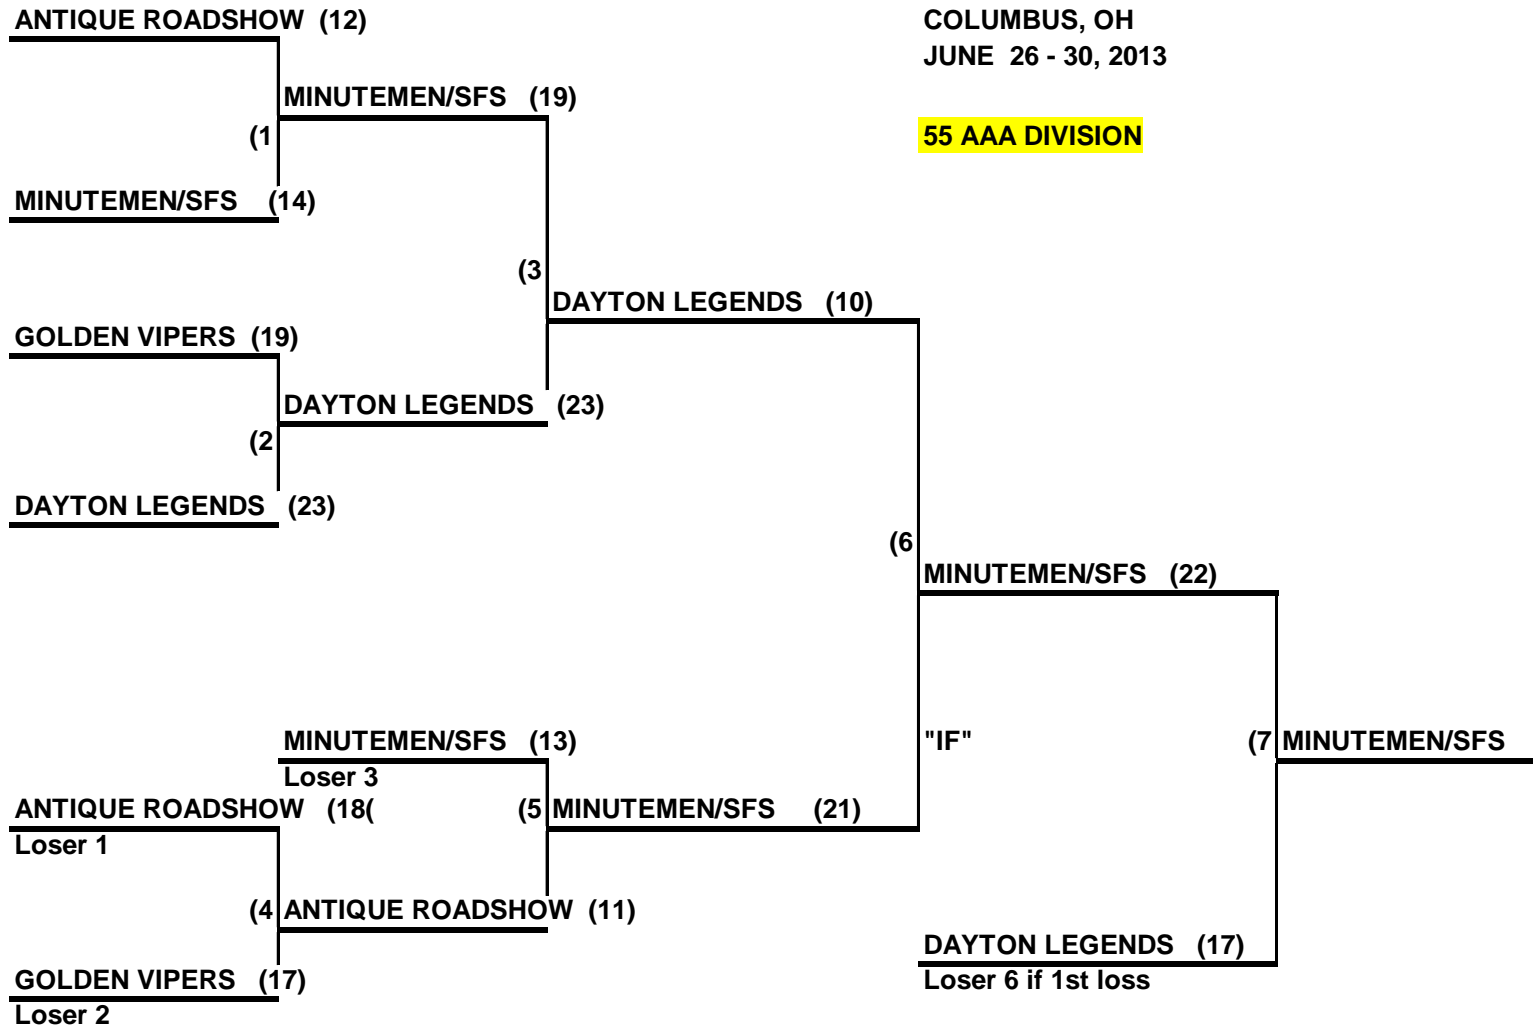 ANTIQUE ROADSHOW (12)
COLUMBUS, OH
JUNE 26 - 30, 2013
MINUTEMEN/SFS (19)
(1
55 AAA DIVISION
MINUTEMEN/SFS (14)
(3
DAYTON LEGENDS (10)
GOLDEN VIPERS (19)
DAYTON LEGENDS (23)
(2
DAYTON LEGENDS (23)
(6
MINUTEMEN/SFS (22)
MINUTEMEN/SFS (13)
"IF"
(7 MINUTEMEN/SFS
Loser 3
ANTIQUE ROADSHOW (18(
(5 MINUTEMEN/SFS (21)
Loser 1
(4 ANTIQUE ROADSHOW (11)
DAYTON LEGENDS (17)
GOLDEN VIPERS (17)
Loser 6 if 1st loss
Loser 2